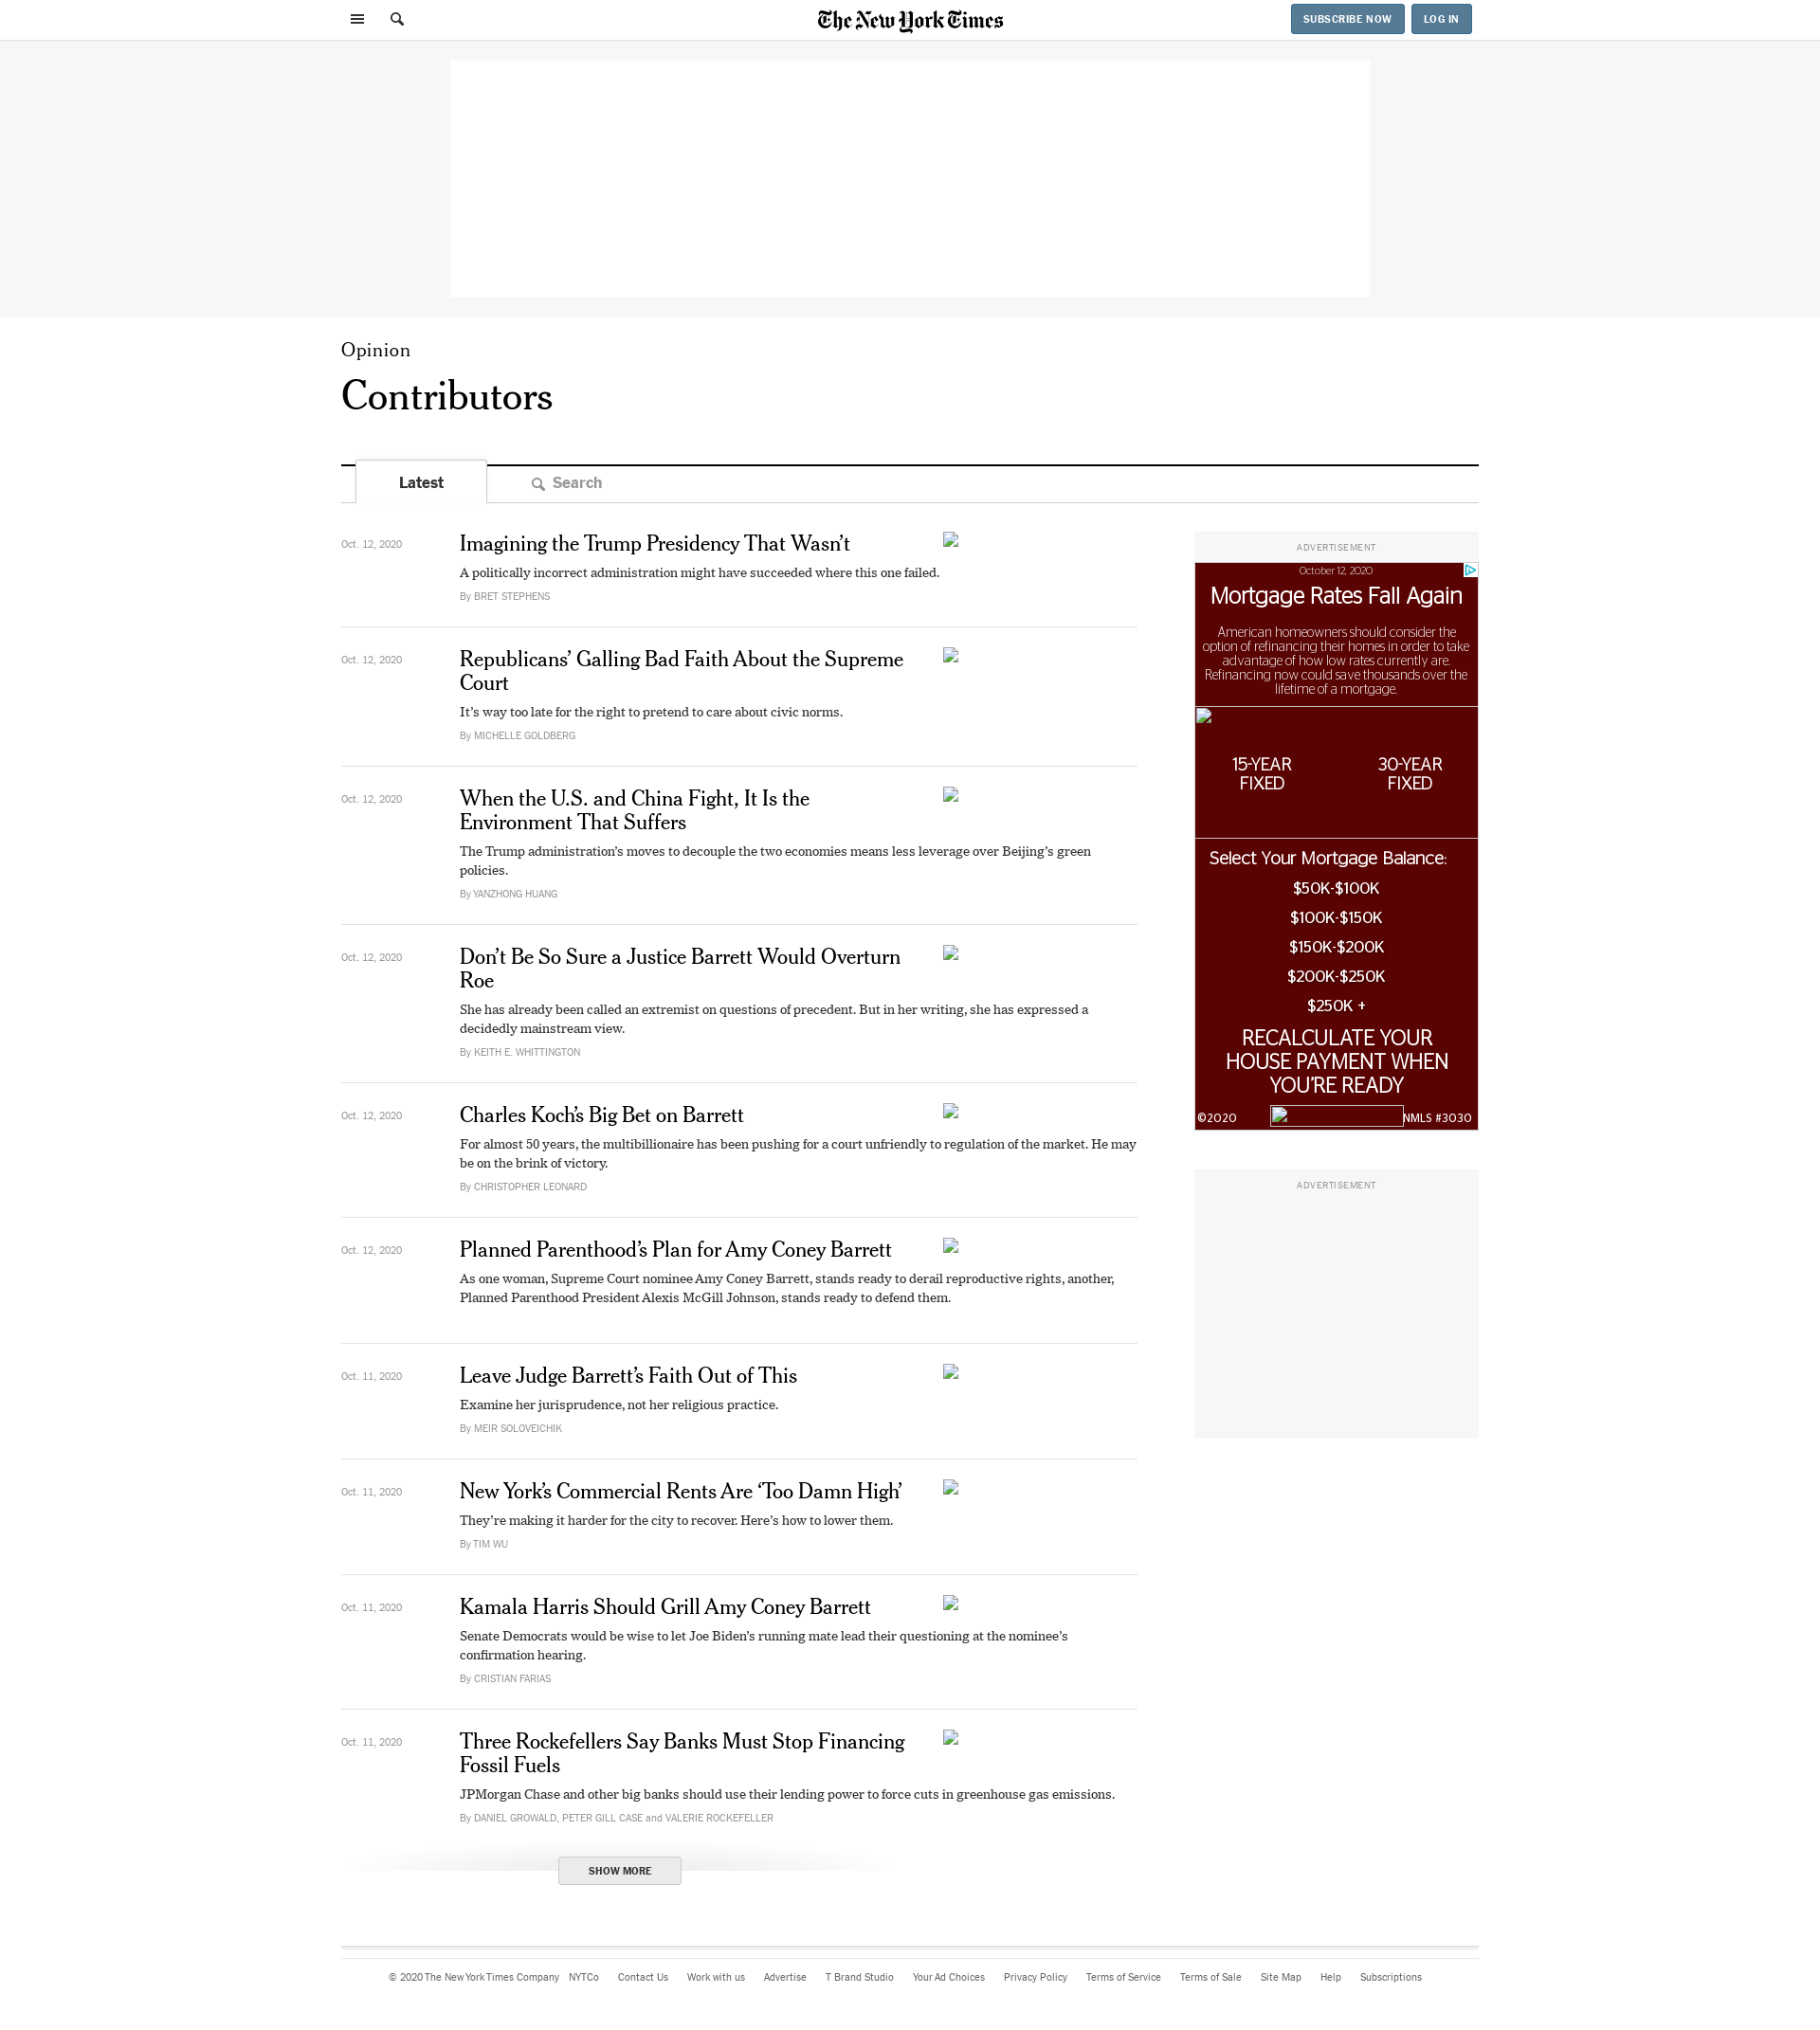 The New York Times
SUBSCRIBE NOW
LOG IN
Opinion
Contributors
Latest
Search
Oct. 12, 2020
Imagining the Trump Presidency That Wasn’t
A politically incorrect administration might have succeeded where this one failed.
By BRET STEPHENS
Oct. 12, 2020
Republicans’ Galling Bad Faith About the Supreme
Court
It’s way too late for the right to pretend to care about civic norms.
By MICHELLE GOLDBERG
Oct. 12, 2020
When the U.S. and China Fight, It Is the
Environment That Suffers
The Trump administration’s moves to decouple the two economies means less leverage over Beijing’s green
policies.
By YANZHONG HUANG
Oct. 12, 2020
Don’t Be So Sure a Justice Barrett Would Overturn
Roe
She has already been called an extremist on questions of precedent. But in her writing, she has expressed a
decidedly mainstream view.
By KEITH E. WHITTINGTON
Oct. 12, 2020
Charles Koch’s Big Bet on Barrett
For almost 50 years, the multibillionaire has been pushing for a court unfriendly to regulation of the market. He may
be on the brink of victory.
By CHRISTOPHER LEONARD
Oct. 12, 2020
Planned Parenthood’s Plan for Amy Coney Barrett
As one woman, Supreme Court nominee Amy Coney Barrett, stands ready to derail reproductive rights, another,
Planned Parenthood President Alexis McGill Johnson, stands ready to defend them.
Oct. 11, 2020
Leave Judge Barrett’s Faith Out of This
Examine her jurisprudence, not her religious practice.
By MEIR SOLOVEICHIK
Oct. 11, 2020
New York’s Commercial Rents Are ‘Too Damn High’
They’re making it harder for the city to recover. Here’s how to lower them.
By TIM WU
Oct. 11, 2020
Kamala Harris Should Grill Amy Coney Barrett
Senate Democrats would be wise to let Joe Biden’s running mate lead their questioning at the nominee’s
confirmation hearing.
By CRISTIAN FARIAS
Oct. 11, 2020
Three Rockefellers Say Banks Must Stop Financing
Fossil Fuels
JPMorgan Chase and other big banks should use their lending power to force cuts in greenhouse gas emissions.
By DANIEL GROWALD, PETER GILL CASE and VALERIE ROCKEFELLER
SHOW MORE
ADVERTISEMENT
October 12, 2020
Mortgage Rates Fall Again
American homeowners should consider the
option of refinancing their homes in order to take
advantage of how low rates currently are.
Refinancing now could save thousands over the
lifetime of a mortgage.
15-YEAR
FIXED
30-YEAR
FIXED
Select Your Mortgage Balance:
$50K-$100K
$100K-$150K
$150K-$200K
$200K-$250K
$250K +
RECALCULATE YOUR
HOUSE PAYMENT WHEN
YOU’RE READY
©2020
NMLS #3030
ADVERTISEMENT
© 2020 The New York Times Company NYTCo Contact Us Work with us Advertise T Brand Studio Your Ad Choices Privacy Policy Terms of Service Terms of Sale Site Map Help Subscriptions